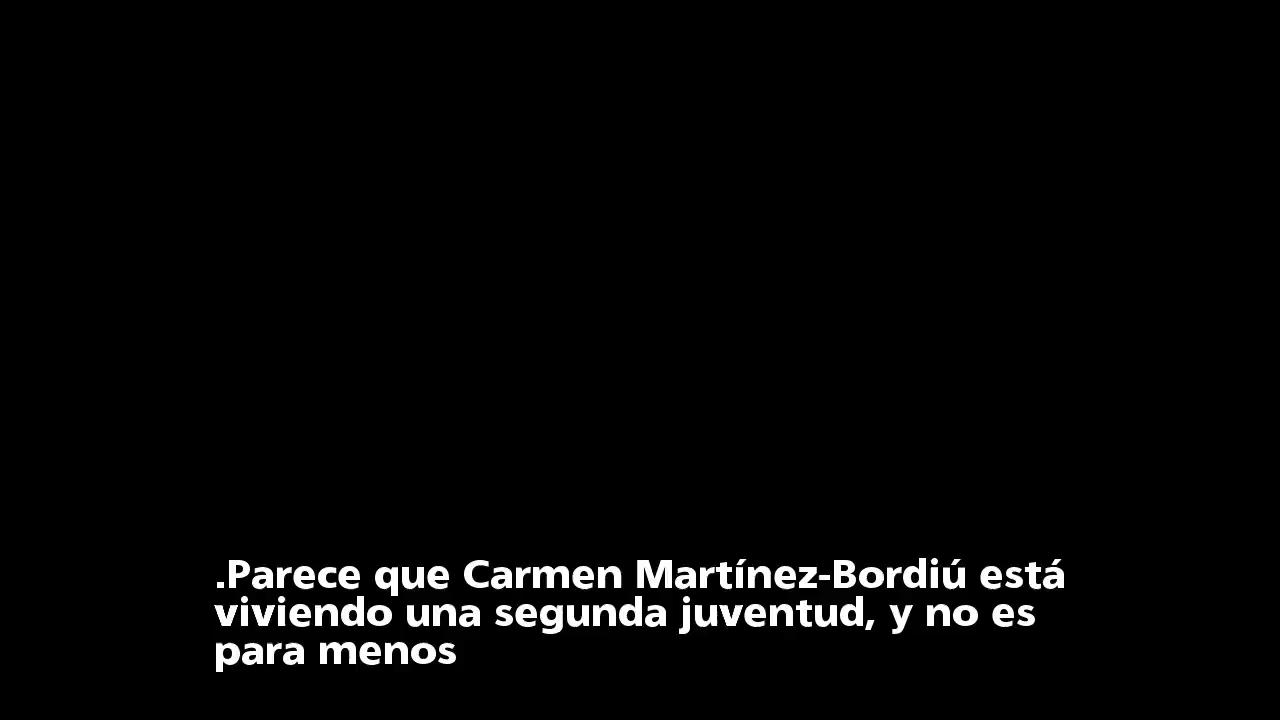 .Parece que Carmen Martínez-Bordiú está
viviendo una segunda juventud, y no es
para menos